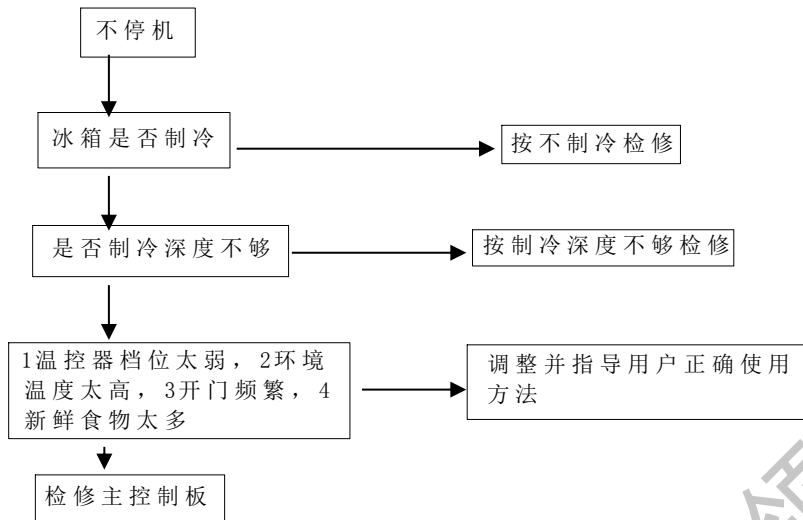 不停机
冰箱是否制冷
按不制冷检修
是否制冷深度不够
按制冷深度不够检修
1温控器档位太弱，2环境
温度太高，3开门频繁，4
新鲜食物太多
调整并指导用户正确使用
方法
检修主控制板